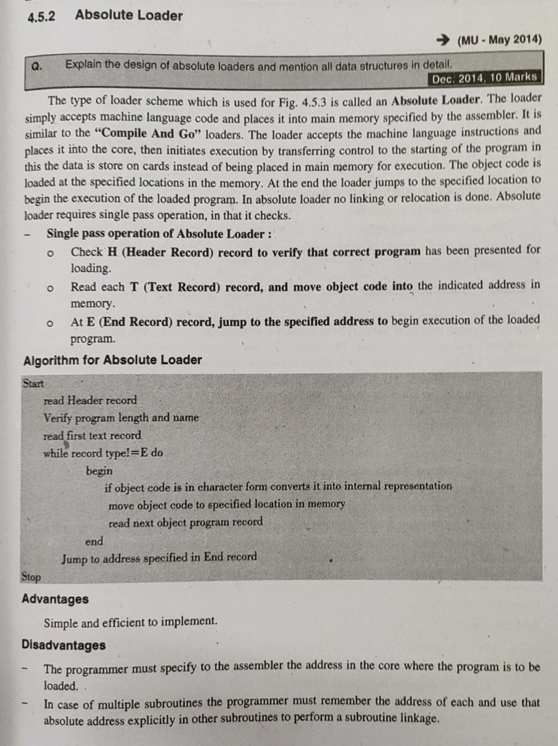 4.5.2 Absolute Loader
→ (MU - May 2014)
Q. Explain the design of absolute loaders and mention all data structures in detail.
Dec. 2014, 10 Marks
The type of loader scheme which is used for Fig. 4.5.3 is called an Absolute Loader. The loader
simply accepts machine language code and places it into main memory specified by the assembler. It is
similar to the “Compile And Go” loaders. The loader accepts the machine language instructions and
places it into the core, then initiates execution by transferring control to the starting of the program in
this the data is store on cards instead of being placed in main memory for execution. The object code is
loaded at the specified locations in the memory. At the end the loader jumps to the specified location to
begin the execution of the loaded program. In absolute loader no linking or relocation is done. Absolute
loader requires single pass operation, in that it checks.
– Single pass operation of Absolute Loader :
o Check H (Header Record) record to verify that correct program has been presented for
loading.
o Read each T (Text Record) record, and move object code into the indicated address in
memory.
o At E (End Record) record, jump to the specified address to begin execution of the loaded
program.
Algorithm for Absolute Loader
Start
read Header record
Verify program length and name
read first text record
while record type!=E do
begin
if object code is in character form converts it into internal representation
move object code to specified location in memory
read next object program record
end
Jump to address specified in End record
Stop
Advantages
Simple and efficient to implement.
Disadvantages
– The programmer must specify to the assembler the address in the core where the program is to be
loaded.
– In case of multiple subroutines the programmer must remember the address of each and use that
absolute address explicitly in other subroutines to perform a subroutine linkage.